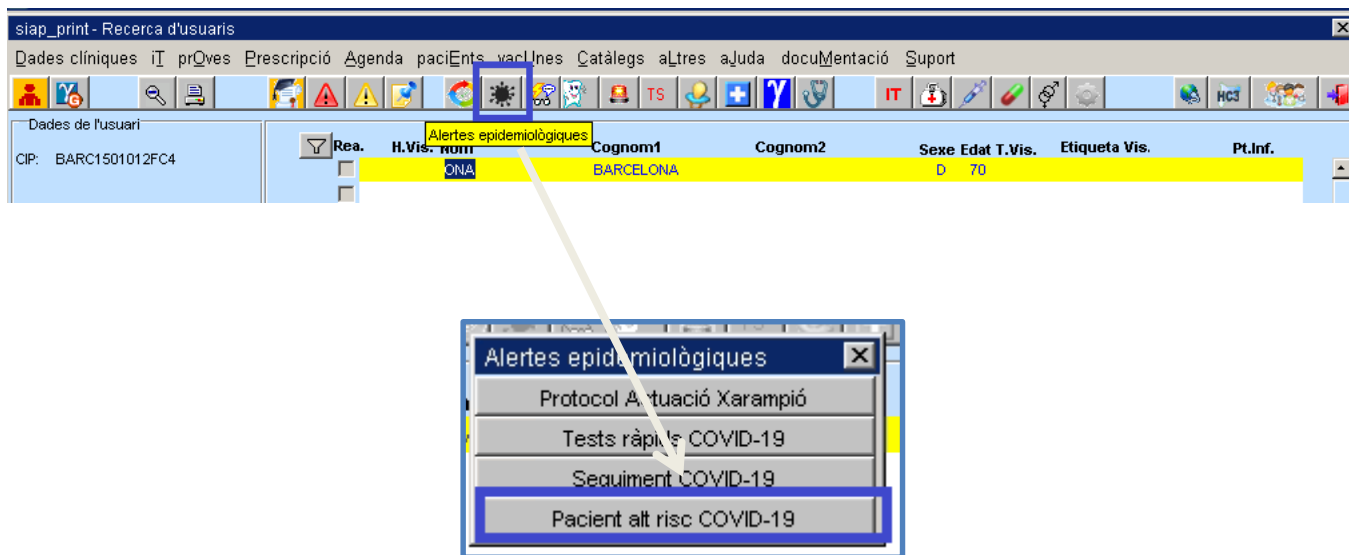 siap_print - Recerca d'usuaris
Dades clíniques iT prOves Prescripció Agenda paciEnts vacUnes Catàlegs aLtres aJuda docuMentació Suport
TS IT HC3
Alertes epidemiològiques
Dades de l'usuari
CIP: BARC1501012FC4
Rea. H.Vis. Nom Cognom1 Cognom2 Sexe Edat T.Vis. Etiqueta Vis. Pt.Inf.
ONA BARCELONA D 70
Alertes epidemiològiques
Protocol Actuació Xarampió
Tests ràpids COVID-19
Seguiment COVID-19
Pacient alt risc COVID-19